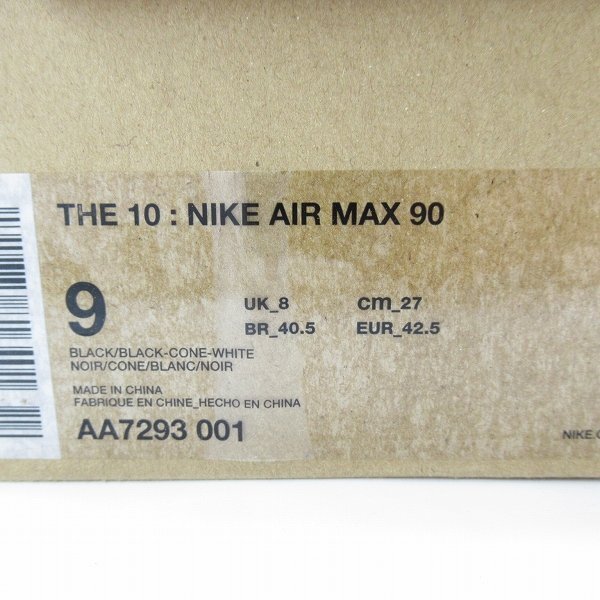 THE 10 : NIKE AIR MAX 90
9
UK_8 cm_27
BR_40.5 EUR_42.5
BLACK/BLACK-CONE-WHITE
NOIR/CONE/BLANC/NOIR
MADE IN CHINA
FABRIQUE EN CHINE_HECHO EN CHINA
AA7293 001
NIKE.C